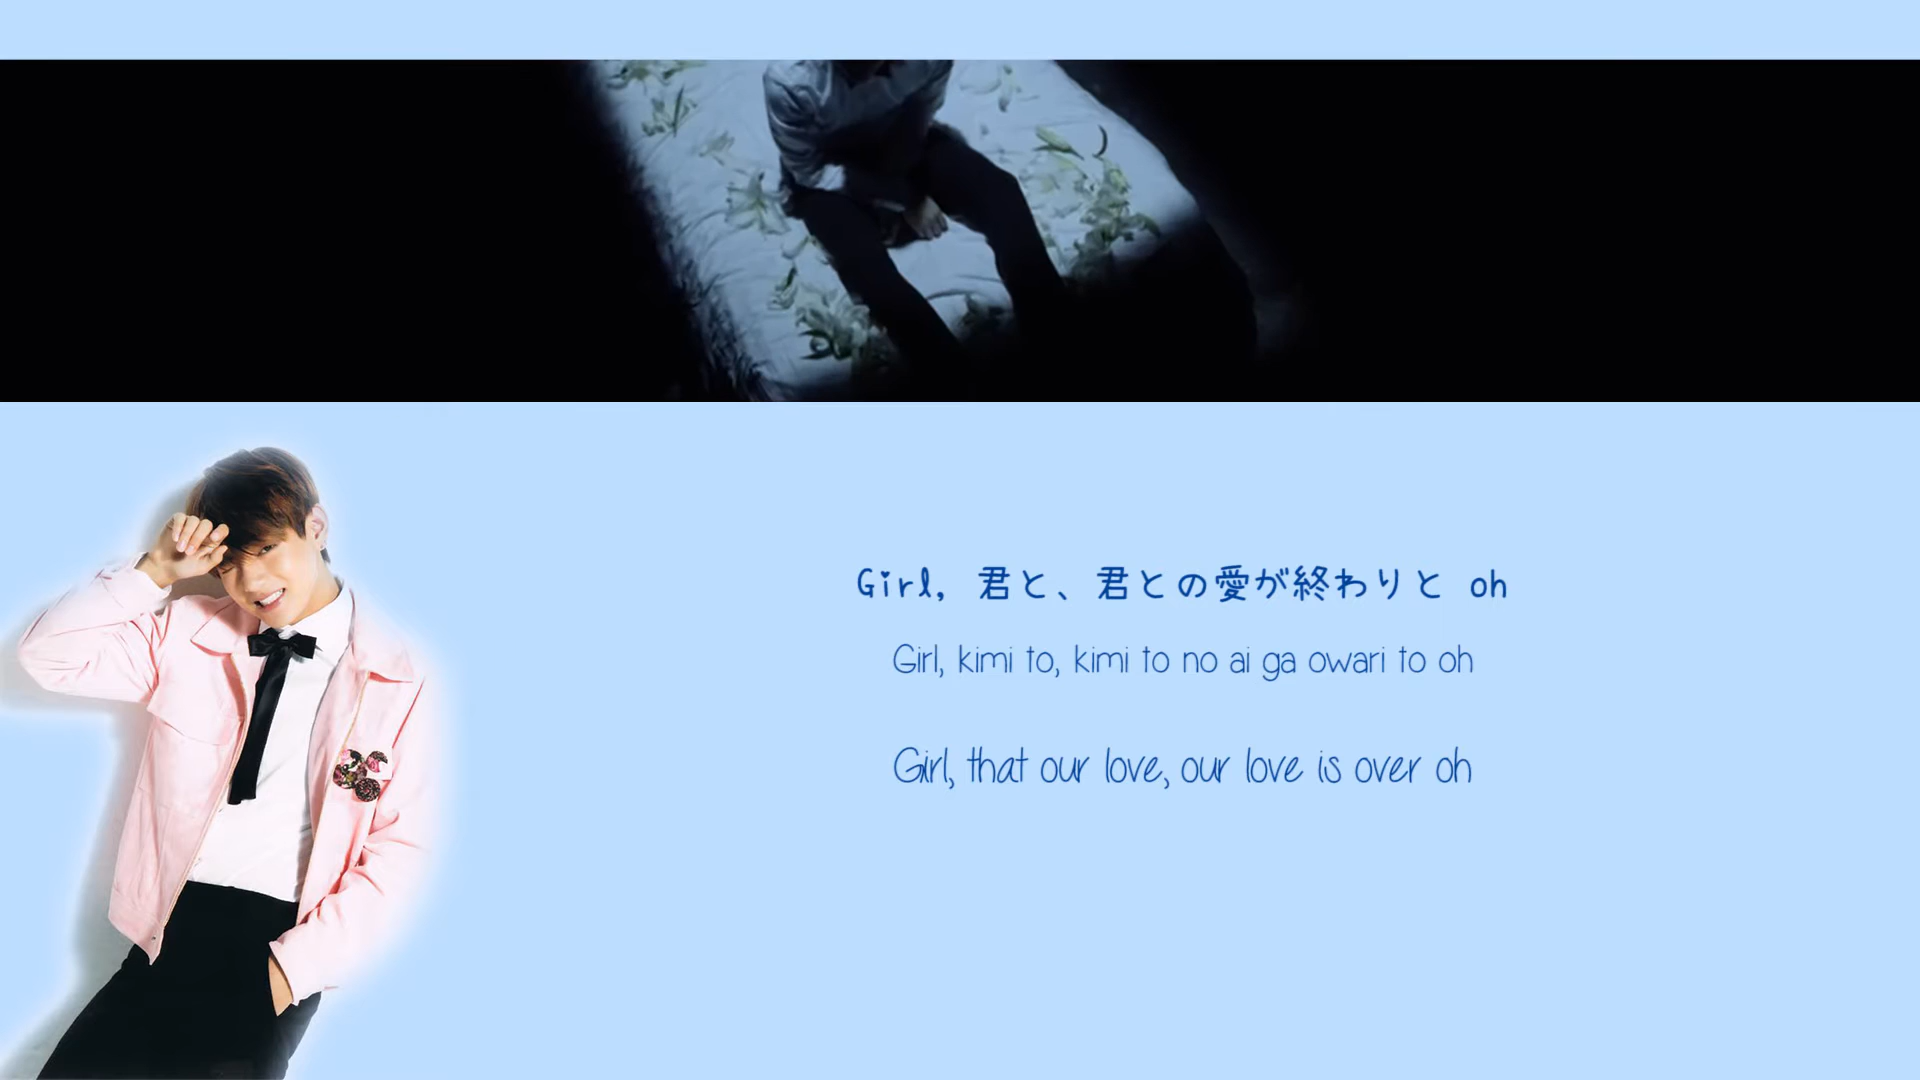 Girl, 君と、君との愛が終わりと oh
Girl, kimi to, kimi to no ai ga owari to oh
Girl, that our love, our love is over oh